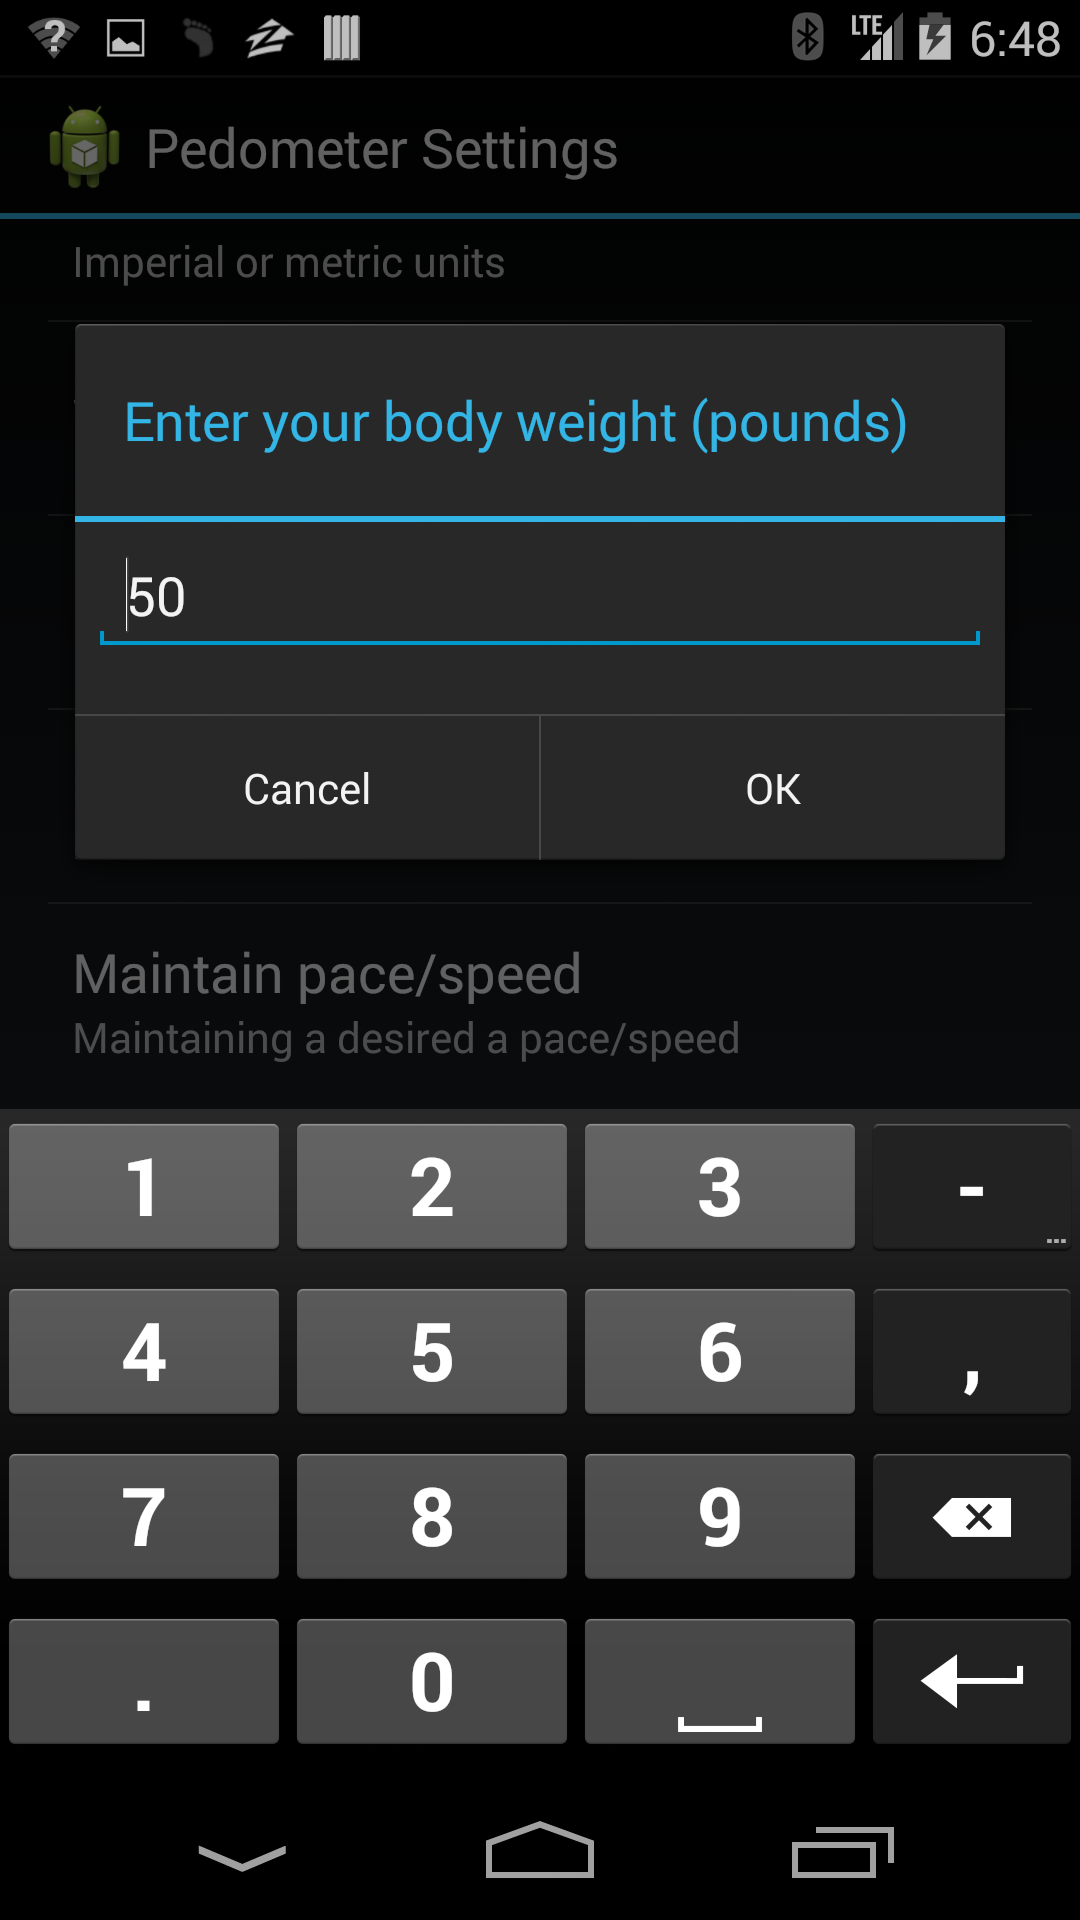 LTE 6:48
Pedometer Settings
Imperial or metric units
Enter your body weight (pounds)
50
Cancel OK
Maintain pace/speed
Maintaining a desired a pace/speed
1 2 3 - ...
4 5 6 ,
7 8 9
. 0